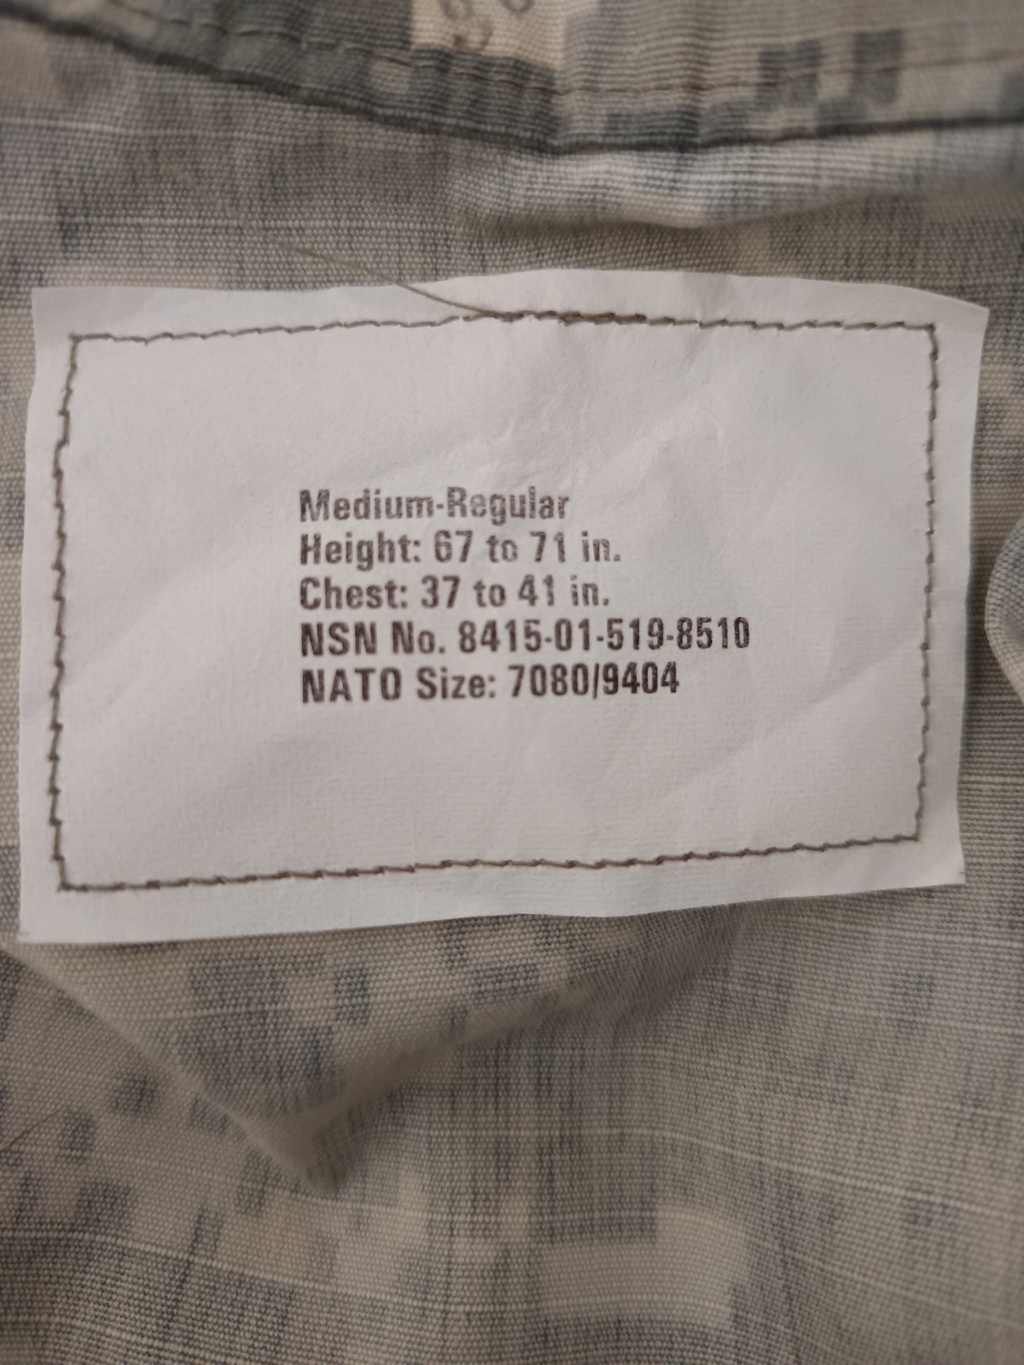 Medium-Regular
Height: 67 to 71 in.
Chest: 37 to 41 in.
NSN No. 8415-01-519-8510
NATO Size: 7080/9404